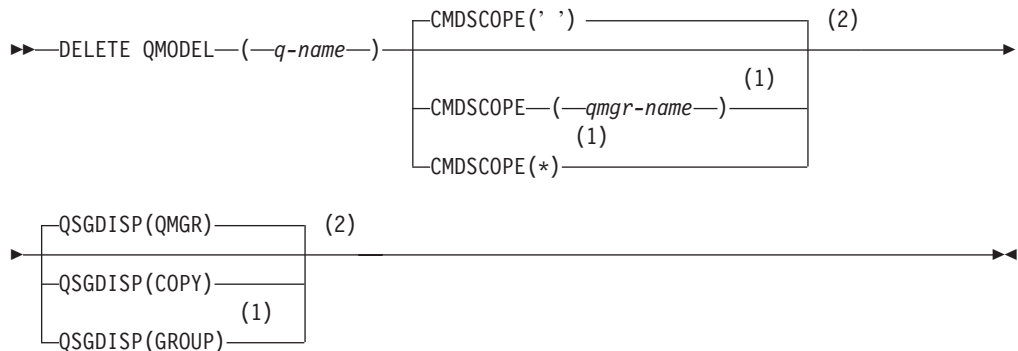 CMDSCOPE(' ') (2)
DELETE QMODEL ( q-name )
(1)
CMDSCOPE ( qmgr-name )
(1)
CMDSCOPE(*)
QSGDISP(QMGR) (2)
QSGDISP(COPY)
(1)
QSGDISP(GROUP)